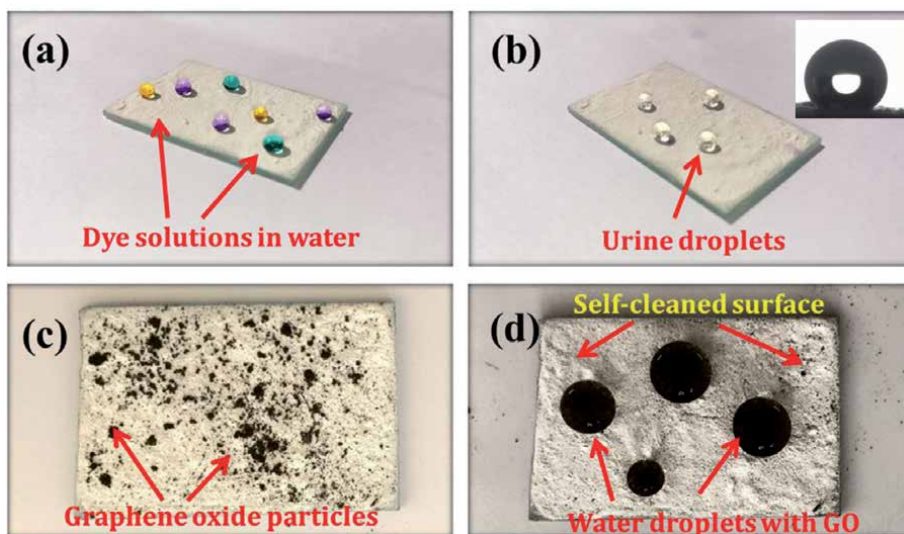 (a)
Dye solutions in water
(b)
Urine droplets
(c)
Graphene oxide particles
(d)
Self-cleaned surface
Water droplets with GO